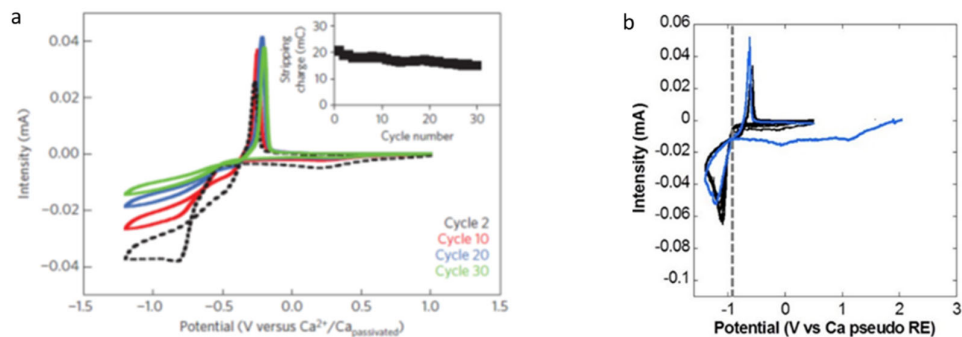 a
0.04
0.02
0.00
−0.02
−0.04
Intensity (mA)
−1.5
−1.0
−0.5
0.0
0.5
1.0
1.5
Potential (V versus Ca²⁺/Ca passivated)
Cycle 2
Cycle 10
Cycle 20
Cycle 30
Stripping
charge (mC)
30
20
10
0
0
10
20
30
Cycle number
b
0.06
0.04
0.02
0
-0.02
-0.04
-0.06
-0.08
-0.1
Intensity (mA)
-1
0
1
2
3
Potential (V vs Ca pseudo RE)